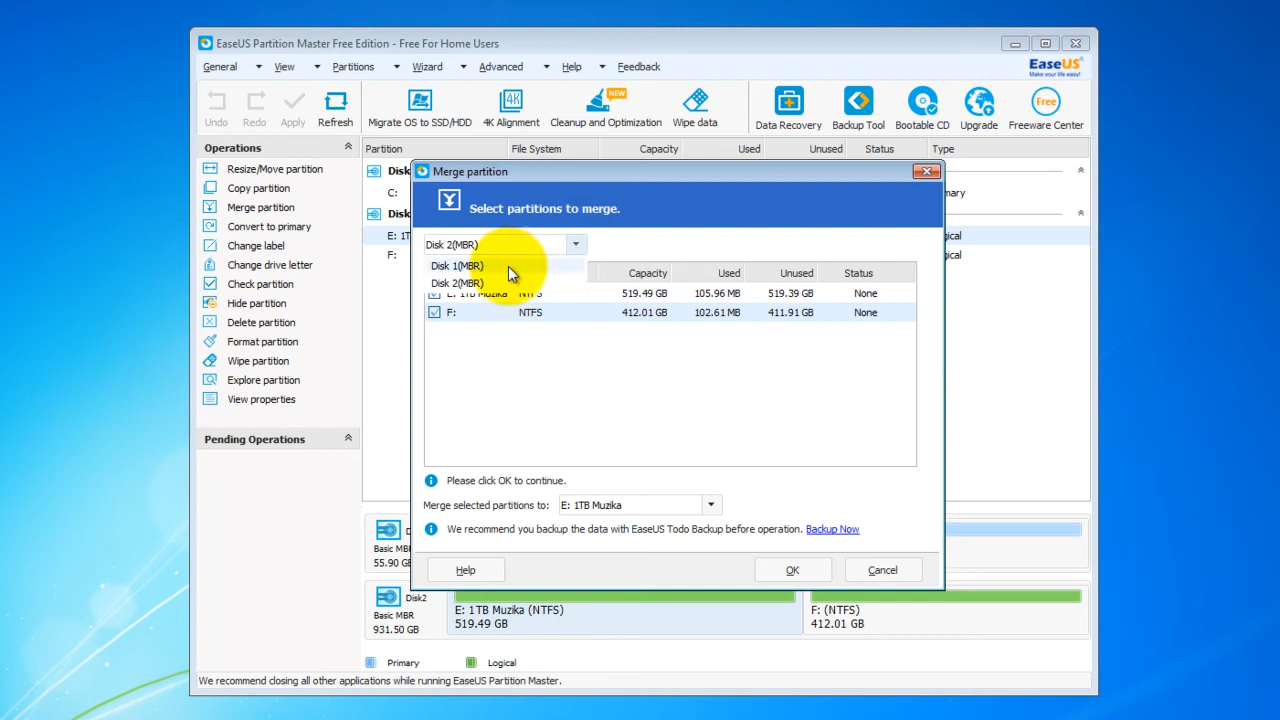 EaseUS Partition Master Free Edition - Free For Home Users
General View Partitions Wizard Advanced Help Feedback
EaseUS®
Make your life easy!
Undo Redo Apply Refresh Migrate OS to SSD/HDD 4K Alignment Cleanup and Optimization Wipe data Data Recovery Backup Tool Bootable CD Upgrade Freeware Center
4K
NEW
Free
Operations
Resize/Move partition
Copy partition
Merge partition
Convert to primary
Change label
Change drive letter
Check partition
Hide partition
Delete partition
Format partition
Wipe partition
Explore partition
View properties
Pending Operations
Partition File System Capacity Used Unused Status Type
Disk
C: mary
Disk
E: 1T gical
F: gical
Merge partition
Select partitions to merge.
Disk 2(MBR)
Disk 1(MBR)
Disk 2(MBR)
Capacity Used Unused Status
E: 1TB Muzika NTFS 519.49 GB 105.96 MB 519.39 GB None
F: NTFS 412.01 GB 102.61 MB 411.91 GB None
Please click OK to continue.
Merge selected partitions to: E: 1TB Muzika
We recommend you backup the data with EaseUS Todo Backup before operation. Backup Now
Help OK Cancel
D
Basic MBR
55.90 GB
Disk2
Basic MBR
931.50 GB
E: 1TB Muzika (NTFS)
519.49 GB
F: (NTFS)
412.01 GB
Primary Logical
We recommend closing all other applications while running EaseUS Partition Master.